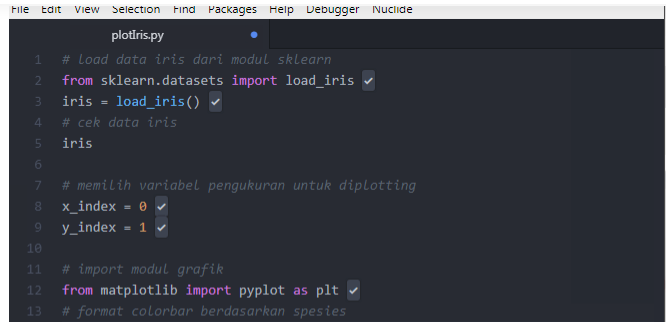 File Edit View Selection Find Packages Help Debugger Nuclide
plotIris.py
1 # load data iris dari modul sklearn
2 from sklearn.datasets import load_iris
3 iris = load_iris()
4 # cek data iris
5 iris
6
7 # memilih variabel pengukuran untuk diplotting
8 x_index = 0
9 y_index = 1
10
11 # import modul grafik
12 from matplotlib import pyplot as plt
13 # format colorbar berdasarkan spesies